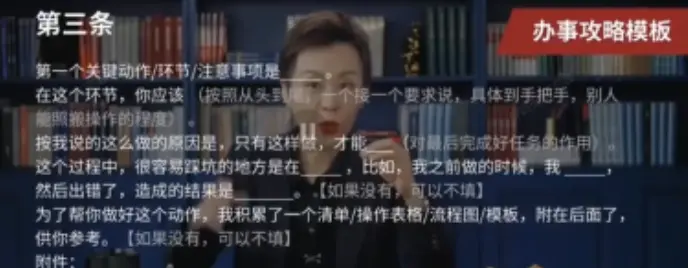 第三条
办事攻略模板
第一个关键动作/环节/注意事项是____。
在这个环节，你应该（按照从头到尾，一个接一个要求说，具体到手把手，别人
能照搬操作的程度）。
按我说的这么做的原因是，只有这样做，才能___（对最后完成好任务的作用）。
这个过程中，很容易踩坑的地方是在____，比如，我之前做的时候，我____，
然后出错了，造成的结果是______。【如果没有，可以不填】
为了帮你做好这个动作，我积累了一个清单/操作表格/流程图/模板，附在后面了，
供你参考。【如果没有，可以不填】
附件：